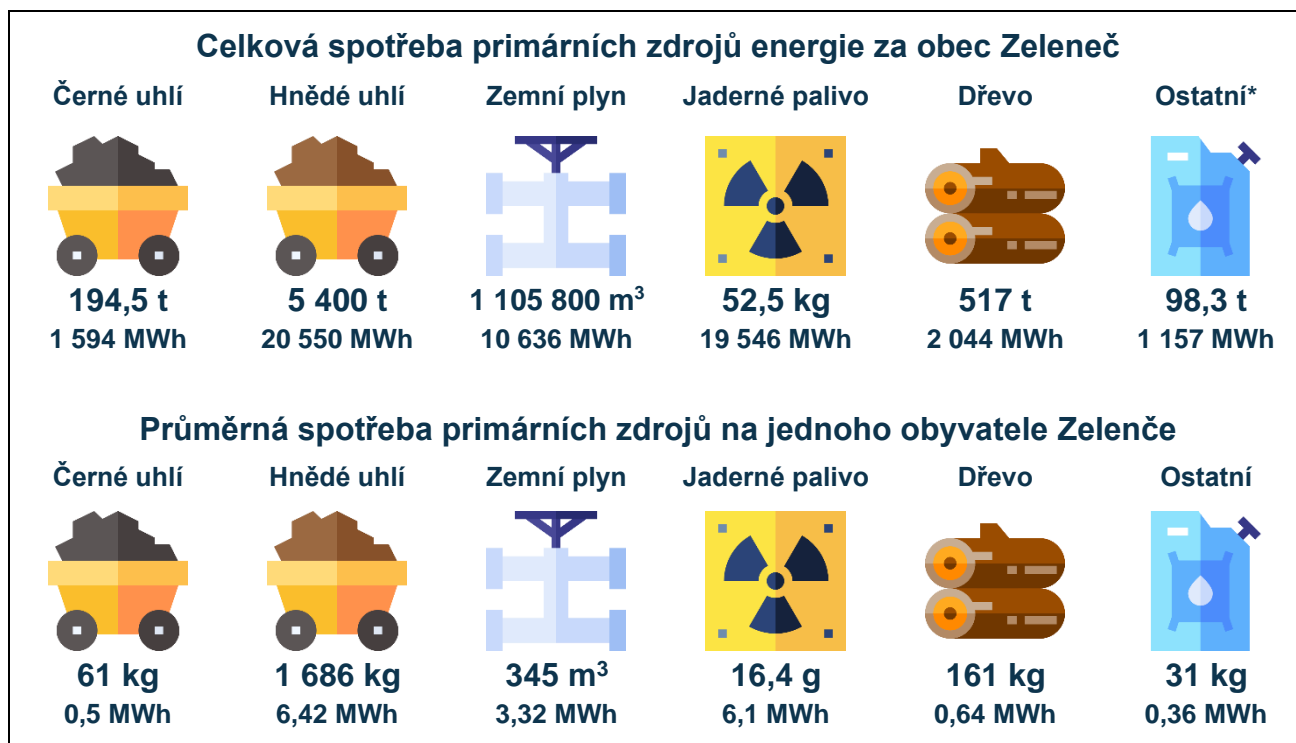 Celková spotřeba primárních zdrojů energie za obec Zeleneč
Černé uhlí Hnědé uhlí Zemní plyn Jaderné palivo Dřevo Ostatní*
194,5 t 5 400 t 1 105 800 m³ 52,5 kg 517 t 98,3 t
1 594 MWh 20 550 MWh 10 636 MWh 19 546 MWh 2 044 MWh 1 157 MWh
Průměrná spotřeba primárních zdrojů na jednoho obyvatele Zelenče
Černé uhlí Hnědé uhlí Zemní plyn Jaderné palivo Dřevo Ostatní
61 kg 1 686 kg 345 m³ 16,4 g 161 kg 31 kg
0,5 MWh 6,42 MWh 3,32 MWh 6,1 MWh 0,64 MWh 0,36 MWh